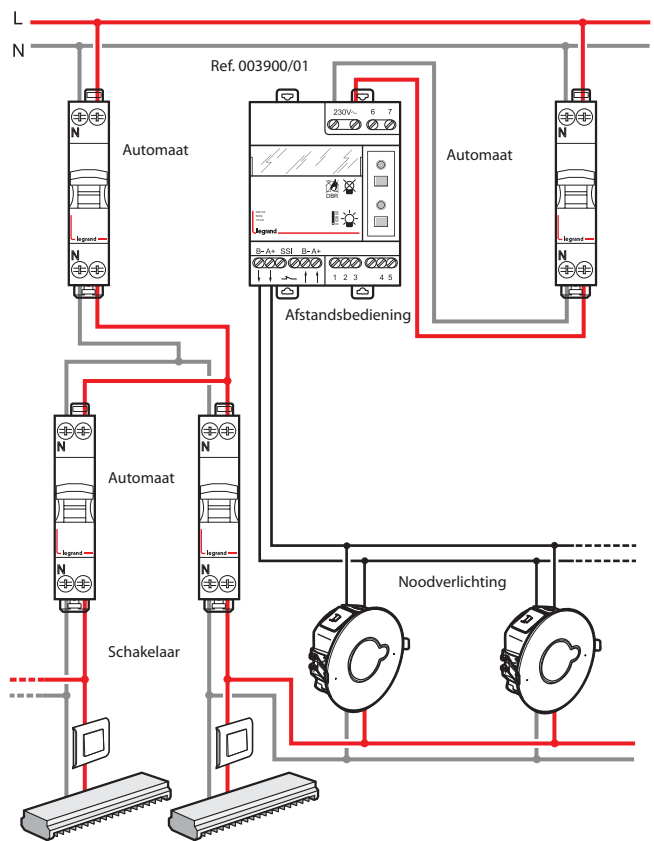 L
N
Ref. 003900/01
230V~ 6 7
N
Automaat
Automaat
N
DBR
legrand
legrand
legrand
N
B- A+ SSI B- A+
1 2 3 4 5
N
Afstandsbediening
N
N
Automaat
legrand
legrand
N
N
Noodverlichting
Schakelaar